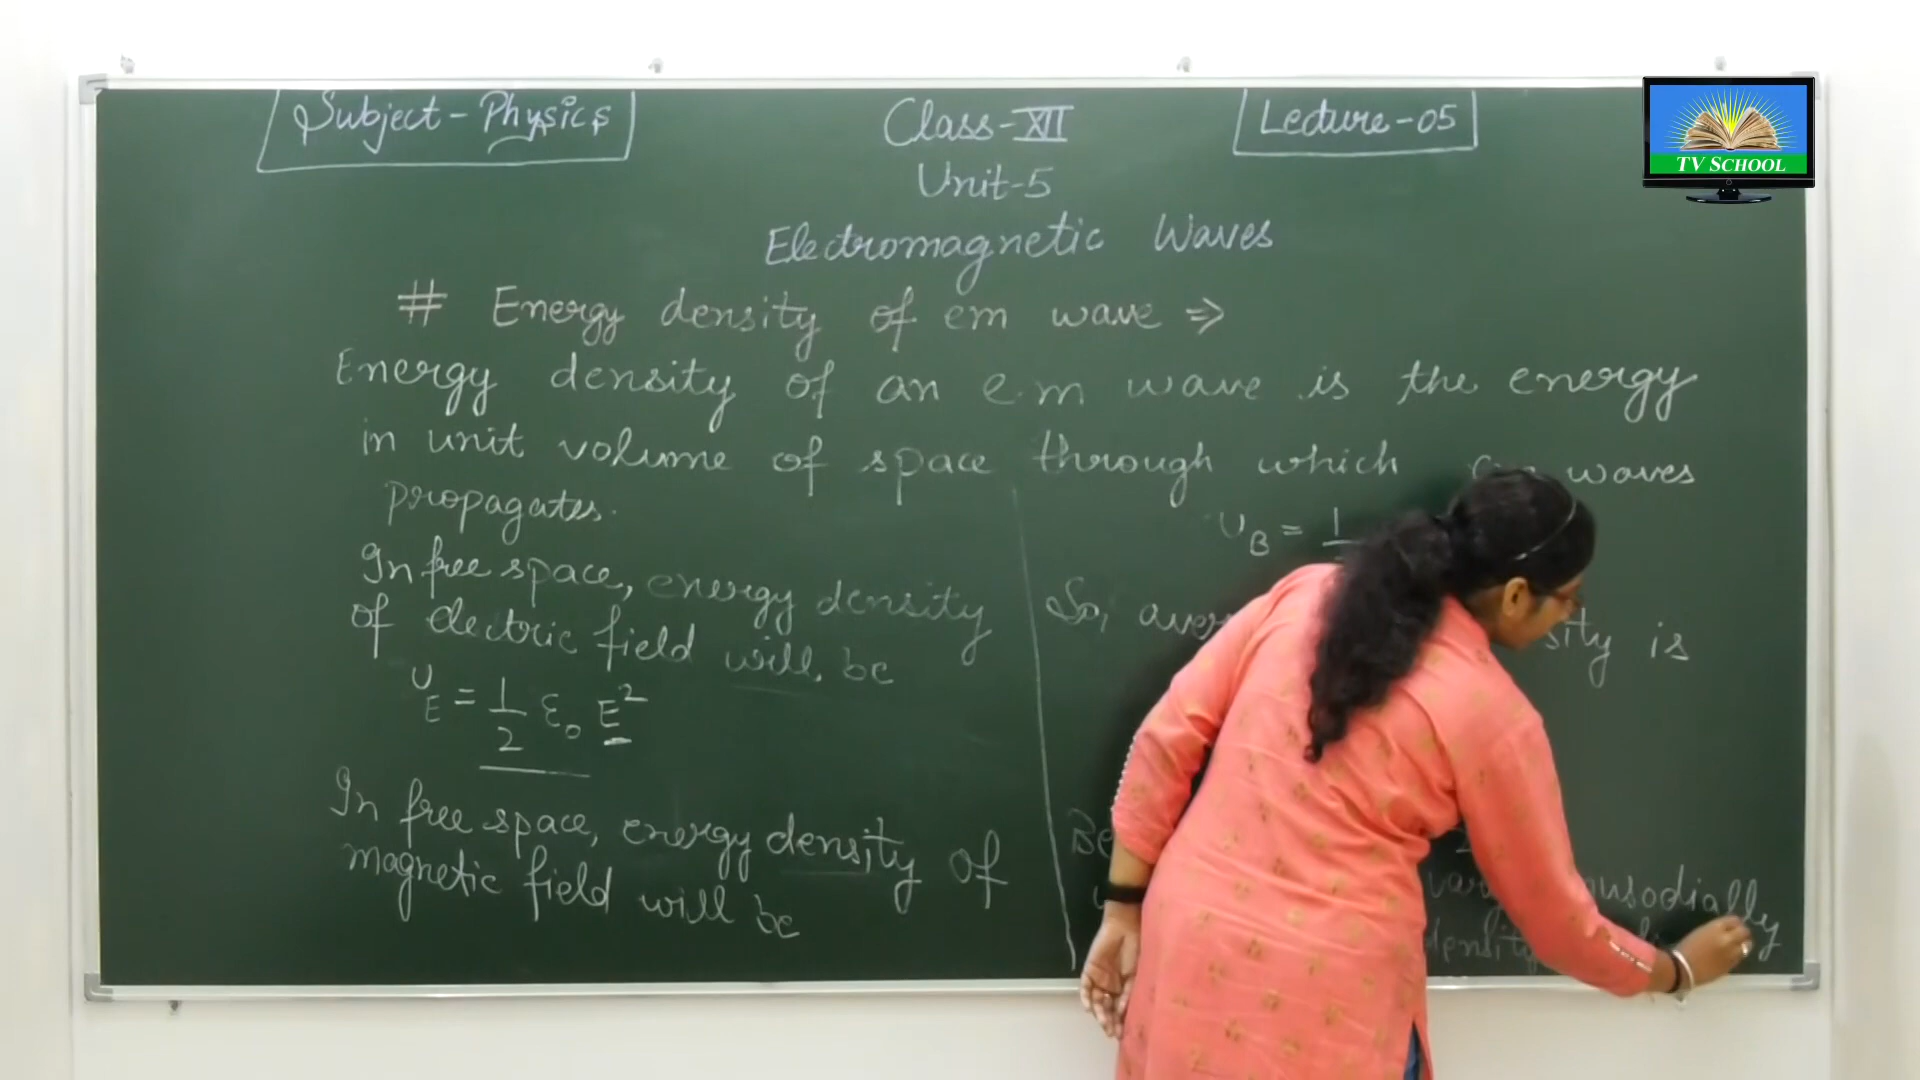 Subject - Physics
Class - XII
Lecture - 05
TV SCHOOL
Unit-5
Electromagnetic Waves
# Energy density of em wave ⇒
Energy density of an e.m wave is the energy
in unit volume of space through which waves
propagates.
In free space, energy density
of electric field will be
U_E = 1/2 ε₀ E²
In free space, energy density of
magnetic field will be
U_B = 1
So, is
density